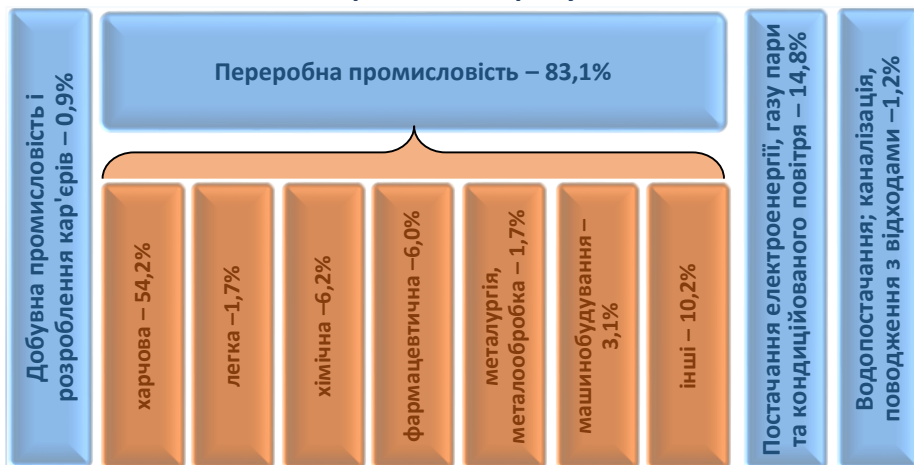 Добувна промисловість і
розроблення кар'єрів – 0,9%
Переробна промисловість – 83,1%
харчова – 54,2%
легка –1,7%
хімічна –6,2%
фармацевтична –6,0%
металургія,
металообробка – 1,7%
машинобудування –
3,1%
інші – 10,2%
Постачання електроенергії, газу пари
та кондиційованого повітря – 14,8%
Водопостачання; каналізація,
поводження з відходами –1,2%